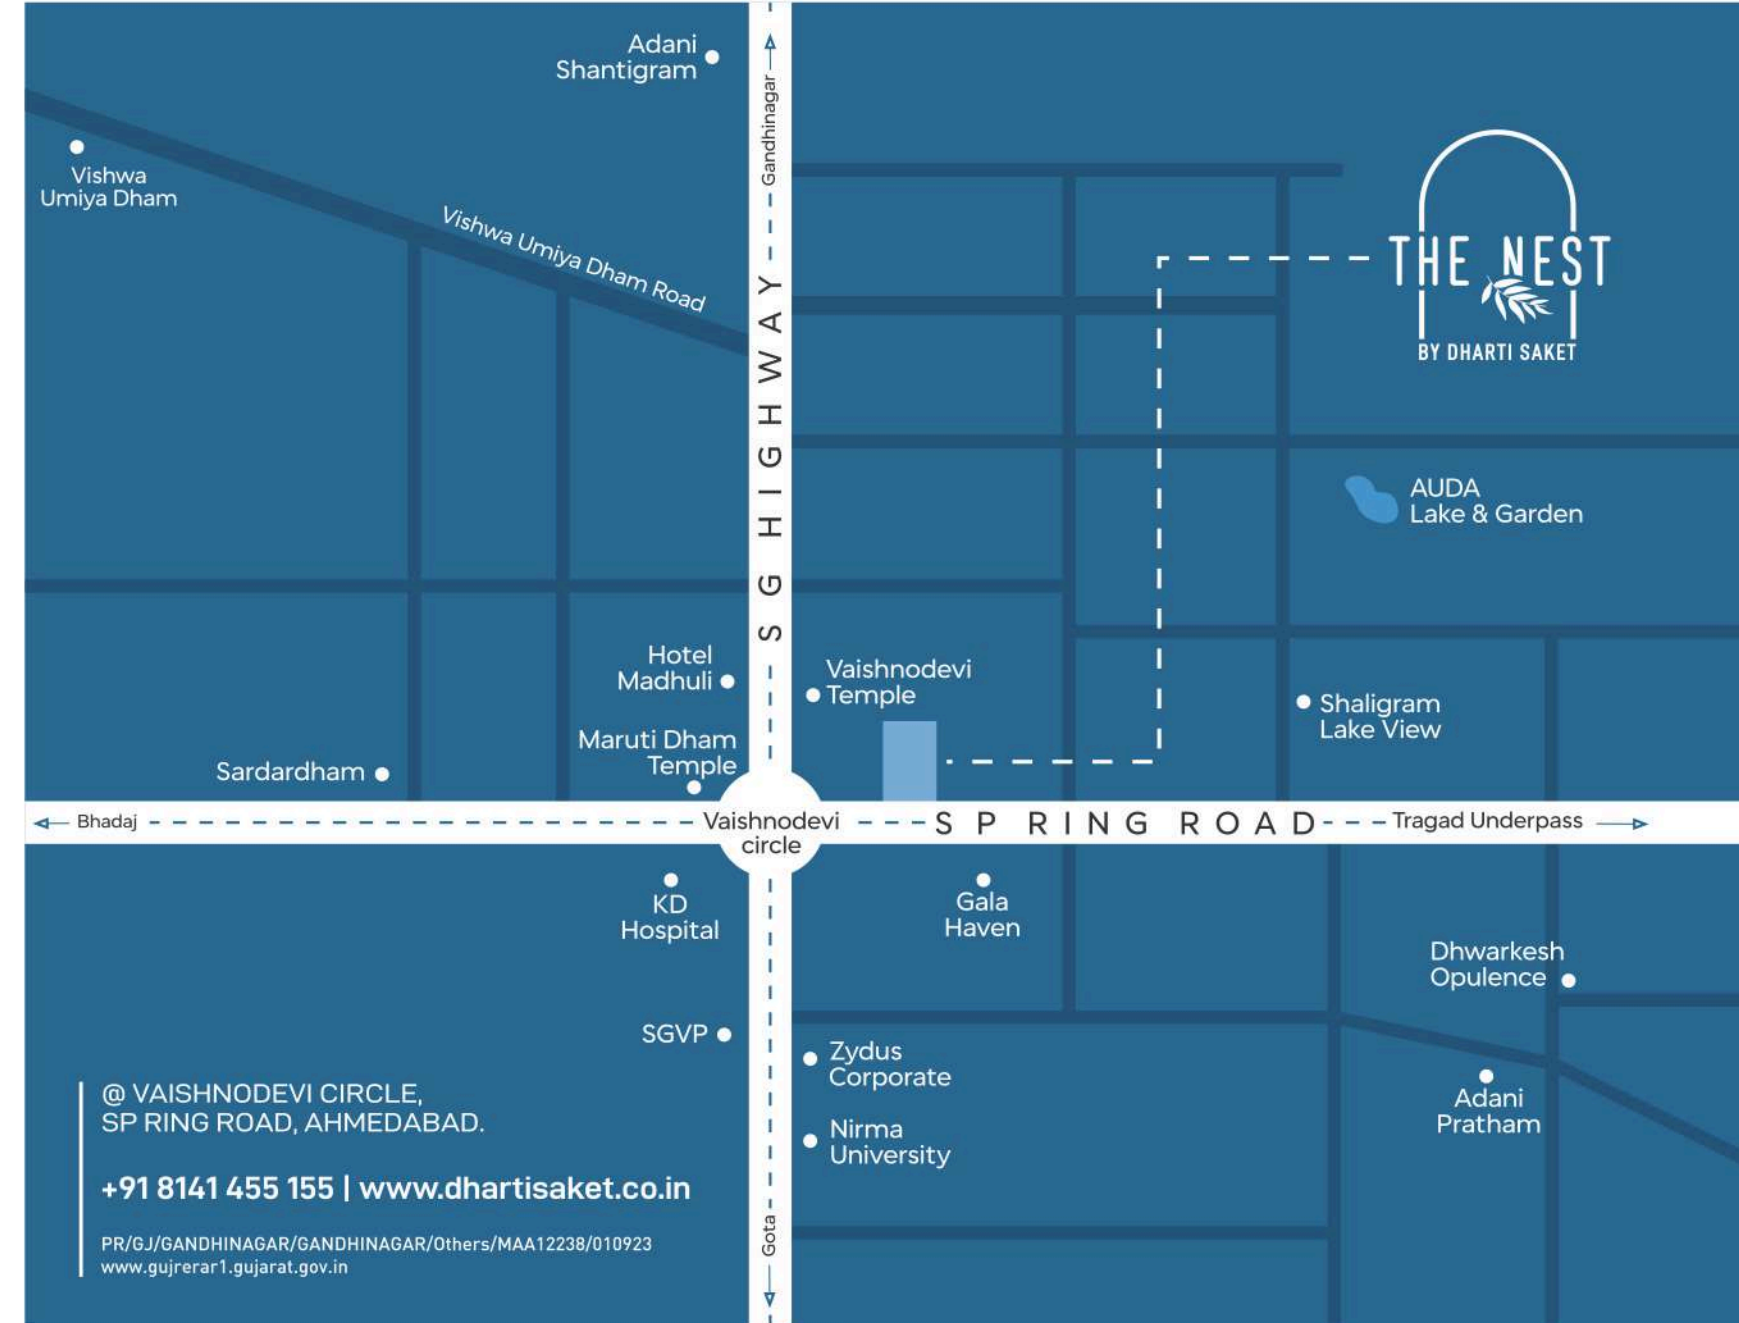 Adani
Shantigram
Gandhinagar
Vishwa
Umiya Dham
Vishwa Umiya Dham Road
THE NEST
BY DHARTI SAKET
SG HIGHWAY
AUDA
Lake & Garden
Hotel
Madhuli
Vaishnodevi
Temple
Shaligram
Lake View
Maruti Dham
Temple
Sardardham
Bhadaj
Vaishnodevi
circle
SP RING ROAD
Tragad Underpass
KD
Hospital
Gala
Haven
Dhwarkesh
Opulence
SGVP
Zydus
Corporate
Adani
Pratham
Nirma
University
Gota
@ VAISHNODEVI CIRCLE,
SP RING ROAD, AHMEDABAD.
+91 8141 455 155 | www.dhartisaket.co.in
PR/GJ/GANDHINAGAR/GANDHINAGAR/Others/MAA12238/010923
www.gujrerar1.gujarat.gov.in